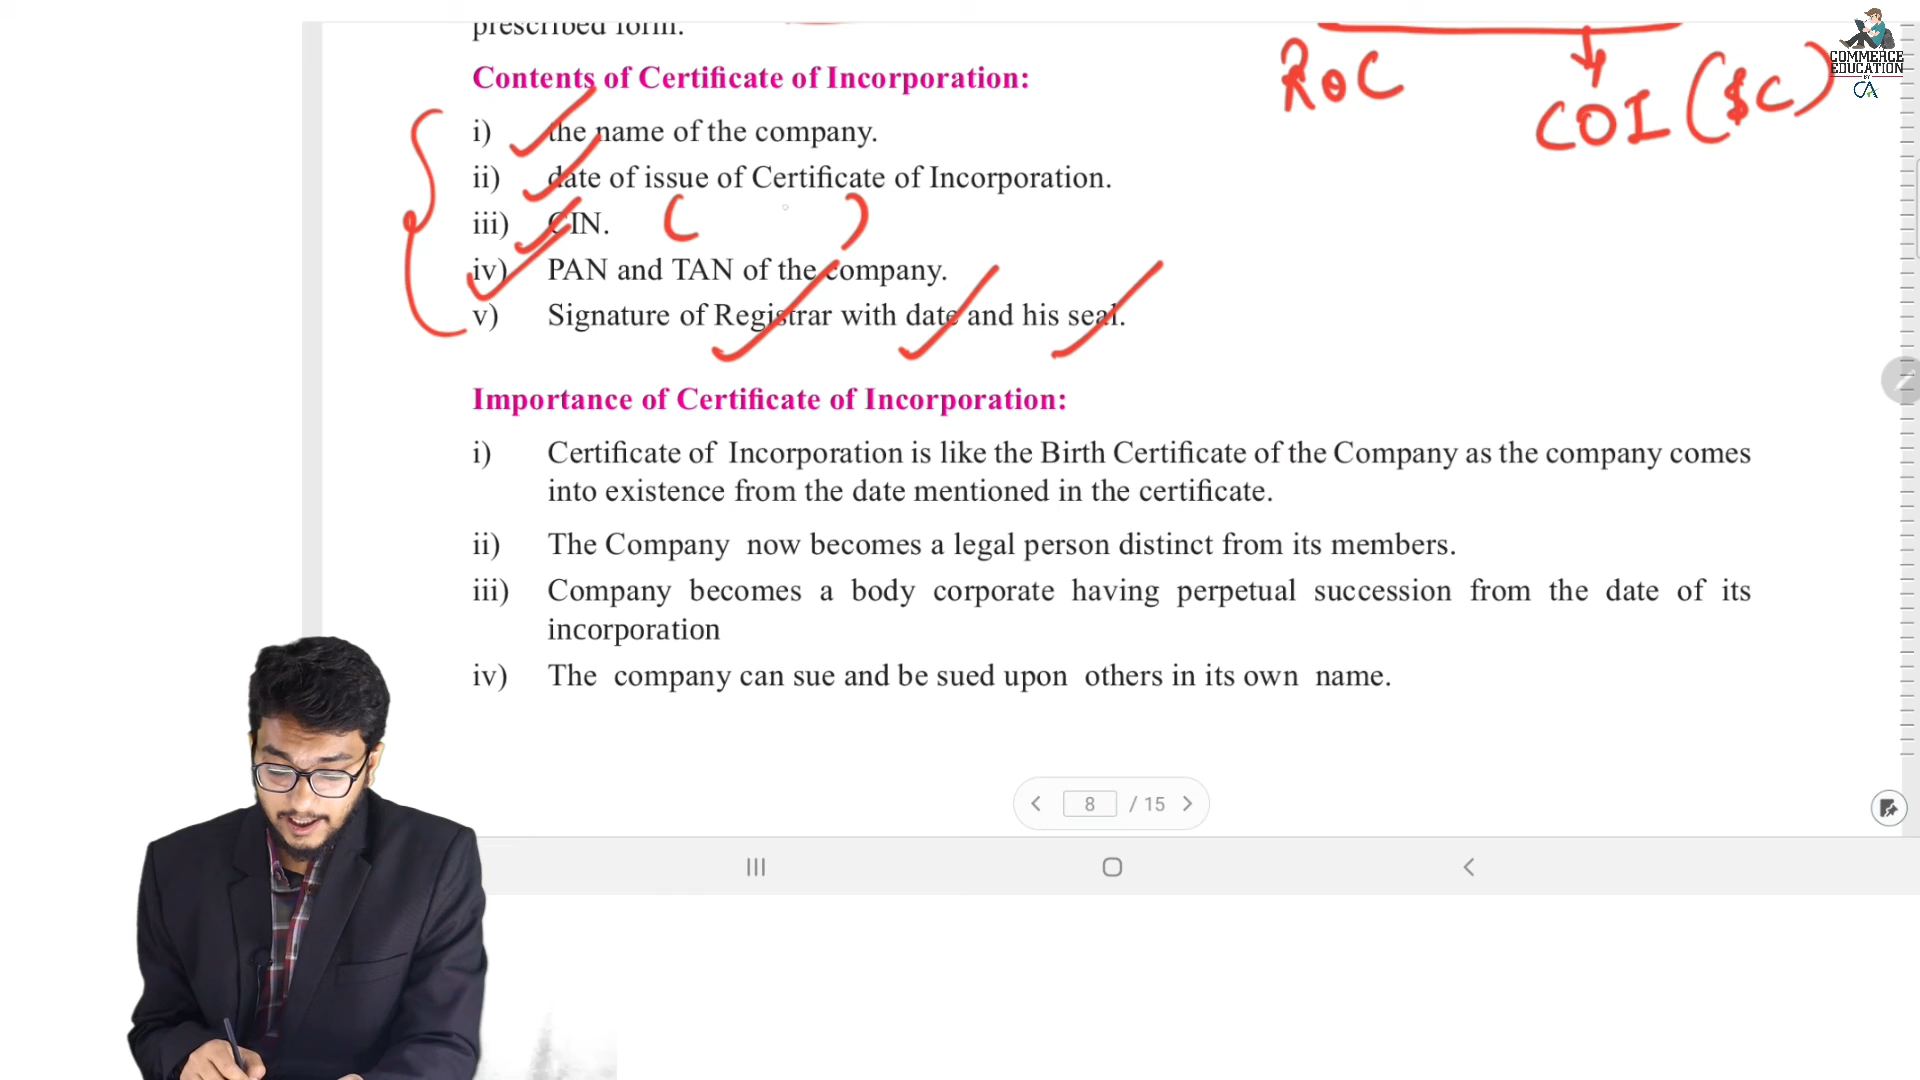 prescribed form.
Contents of Certificate of Incorporation:
i) the name of the company.
ii) date of issue of Certificate of Incorporation.
iii) CIN. ( )
iv) PAN and TAN of the company.
v) Signature of Registrar with date and his seal.
ROC
COI ($C)
COMMERCE
EDUCATION
BY
CA
Importance of Certificate of Incorporation:
i) Certificate of Incorporation is like the Birth Certificate of the Company as the company comes
into existence from the date mentioned in the certificate.
ii) The Company now becomes a legal person distinct from its members.
iii) Company becomes a body corporate having perpetual succession from the date of its
incorporation
iv) The company can sue and be sued upon others in its own name.
8 / 15